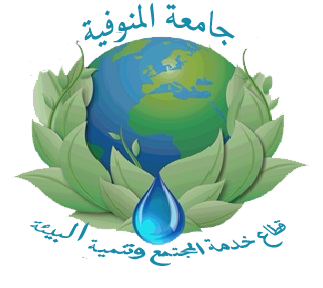 جامعة المنوفية
قطاع خدمة المجتمع وتنمية البيئة